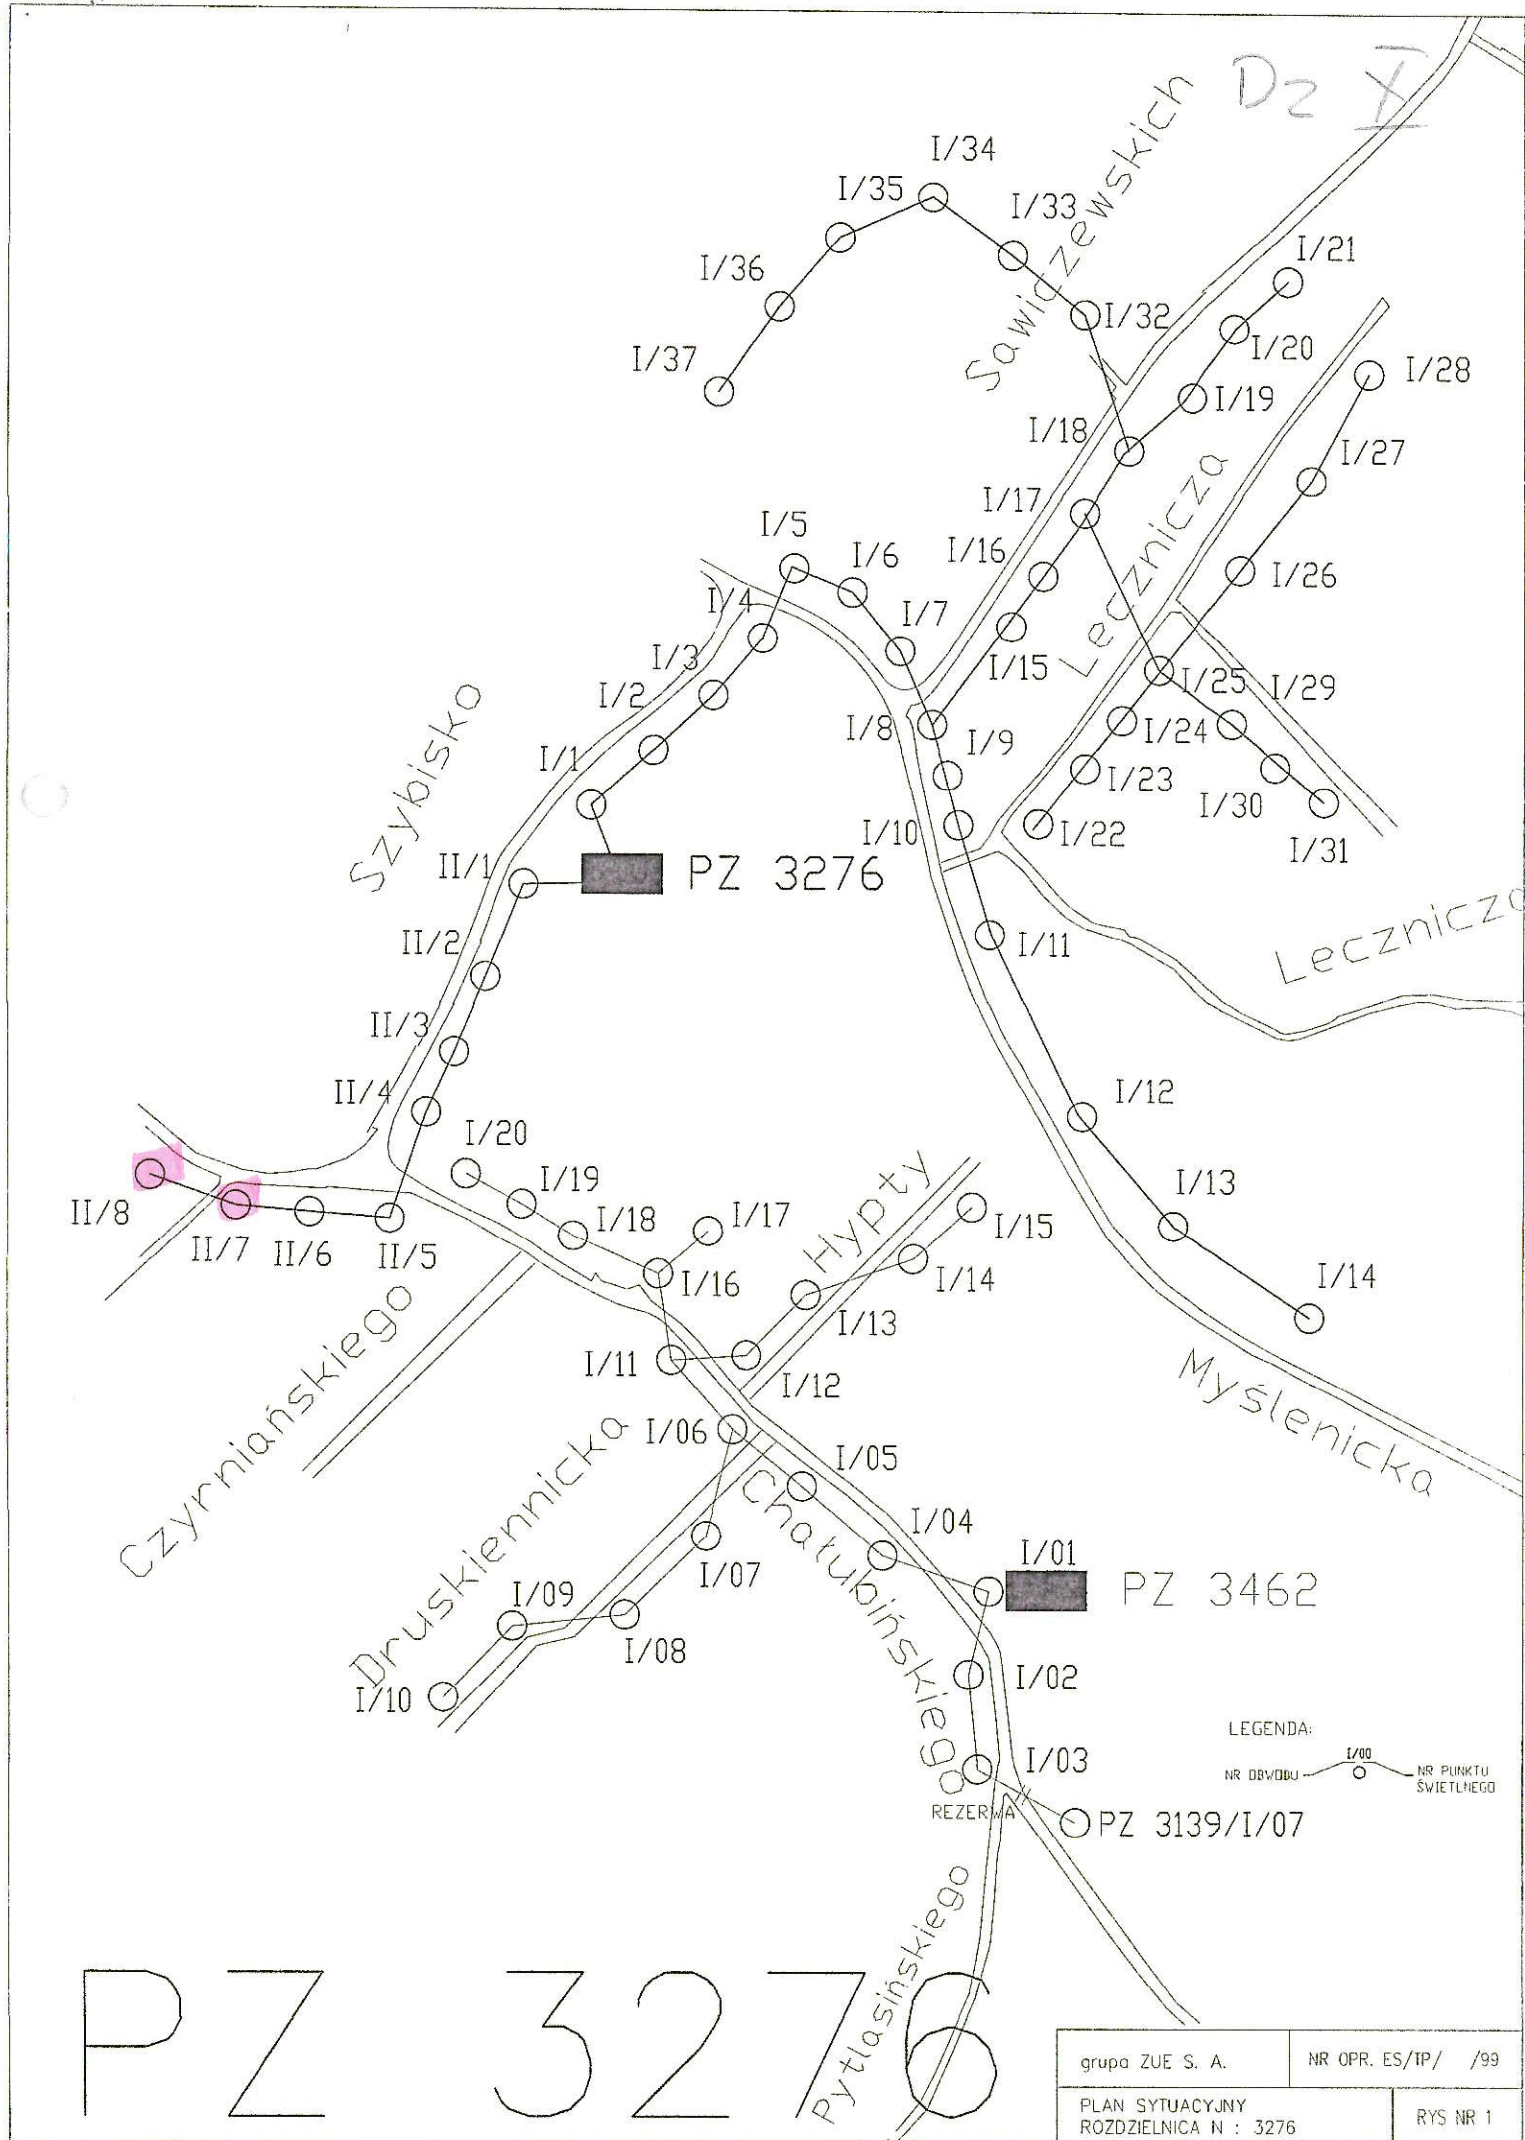 Dz X
I/34
I/35
I/33
Sawiczewskich
I/21
I/36
I/32
I/20
I/37
I/28
I/19
I/18
I/27
I/17
Lecznicza
I/5
I/16
I/6
I/26
I/4
I/7
I/3
I/15
I/2
I/25
I/29
I/8
I/24
I/9
I/1
I/23
I/30
Szybisko
I/10
I/22
I/31
II/1
PZ 3276
II/2
I/11
Lecznicza
II/3
II/4
I/12
I/20
I/19
Hypty
I/13
II/8
I/18
I/17
I/15
II/7
II/6
II/5
I/16
I/14
I/14
I/13
Czyrniańskiego
I/11
I/12
Myślenicka
Druskiennicka
I/06
I/05
Chałubińskiego
I/04
I/07
I/01
PZ 3462
I/09
I/08
I/10
I/02
LEGENDA:
I/00
NR OBWODU
NR PUNKTU
ŚWIETLNEGO
I/03
REZERWA
PZ 3139/I/07
Pytlasińskiego
PZ 3276
grupa ZUE S. A.
NR OPR. ES/TP/ /99
PLAN SYTUACYJNY
ROZDZIELNICA N : 3276
RYS NR 1